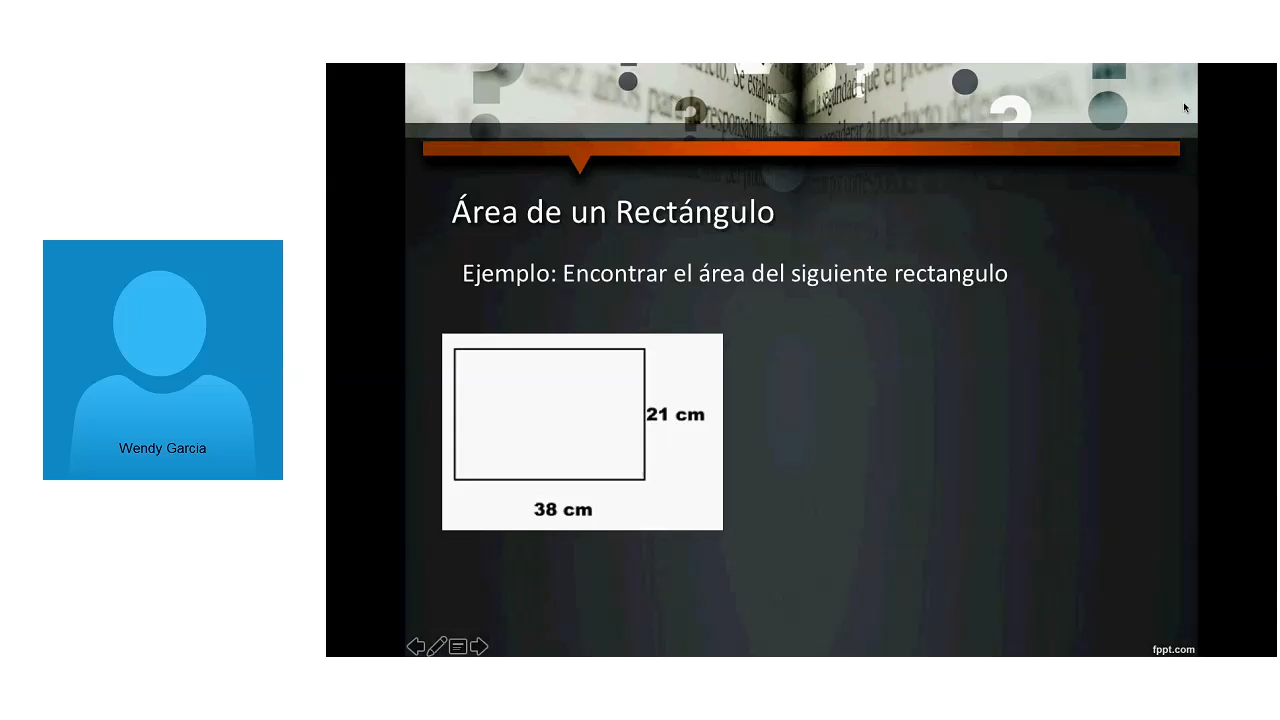 Wendy Garcia
Área de un Rectángulo
Ejemplo: Encontrar el área del siguiente rectangulo
21 cm
38 cm
fppt.com